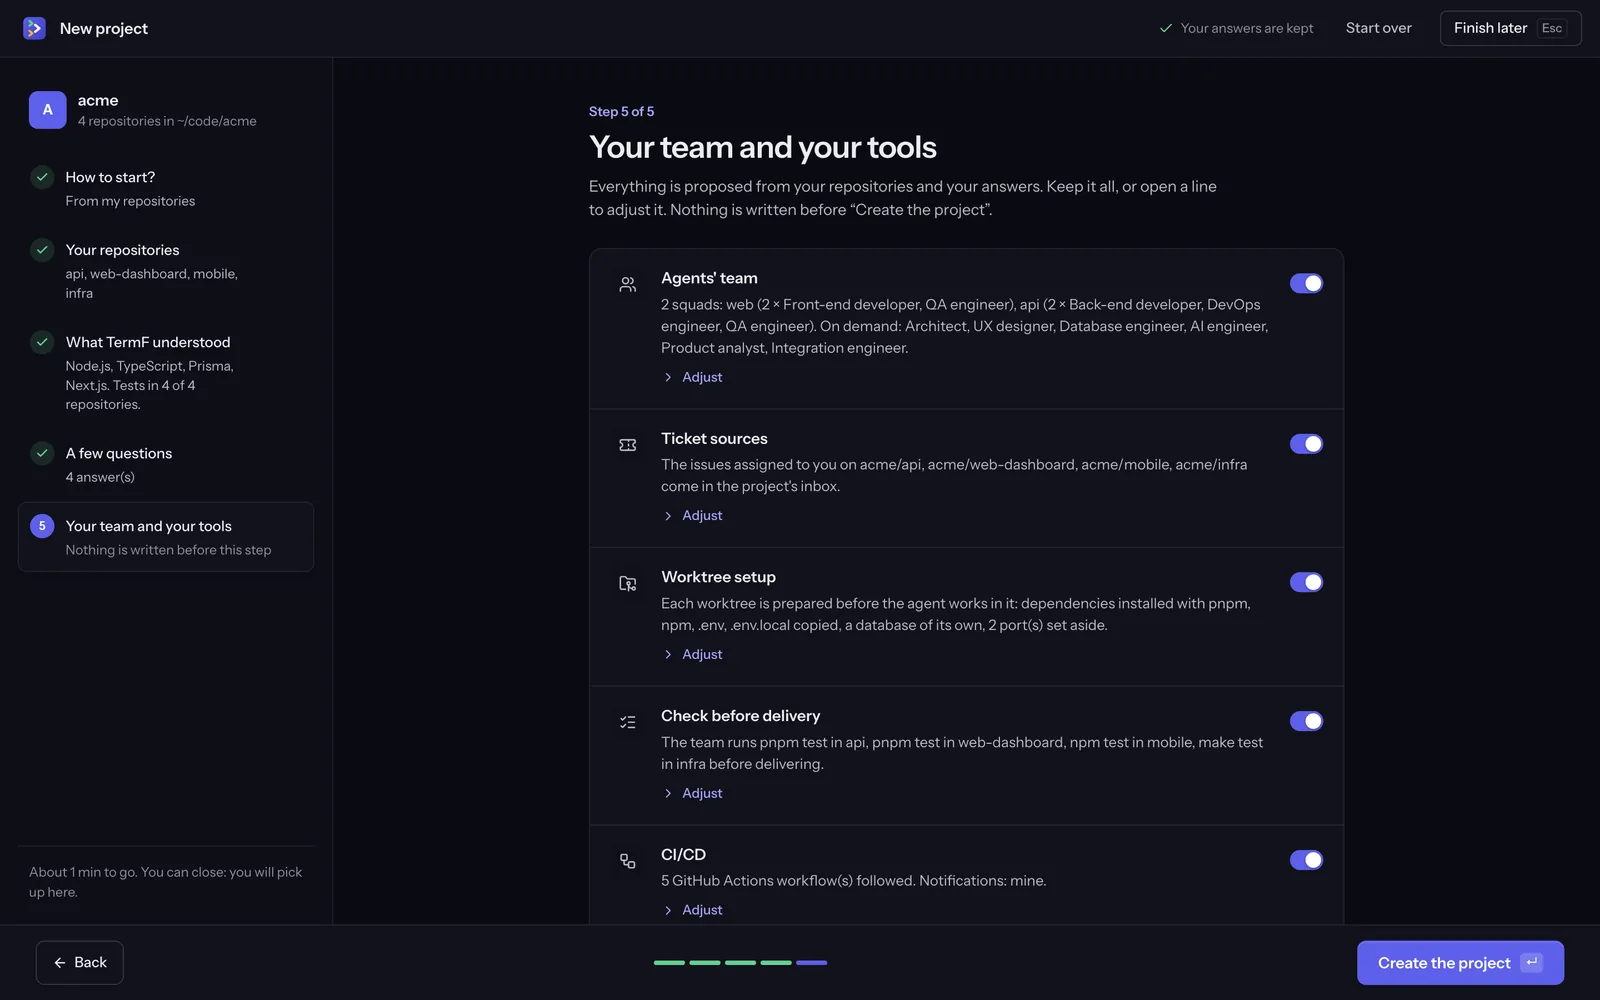 New project
Your answers are kept
Start over
Finish later Esc
A
acme
4 repositories in ~/code/acme
How to start?
From my repositories
Your repositories
api, web-dashboard, mobile,
infra
What TermF understood
Node.js, TypeScript, Prisma,
Next.js. Tests in 4 of 4
repositories.
A few questions
4 answer(s)
5
Your team and your tools
Nothing is written before this step
About 1 min to go. You can close: you will pick
up here.
Step 5 of 5
Your team and your tools
Everything is proposed from your repositories and your answers. Keep it all, or open a line
to adjust it. Nothing is written before “Create the project”.
Agents' team
2 squads: web (2 × Front-end developer, QA engineer), api (2 × Back-end developer, DevOps
engineer, QA engineer). On demand: Architect, UX designer, Database engineer, AI engineer,
Product analyst, Integration engineer.
Adjust
Ticket sources
The issues assigned to you on acme/api, acme/web-dashboard, acme/mobile, acme/infra
come in the project's inbox.
Adjust
Worktree setup
Each worktree is prepared before the agent works in it: dependencies installed with pnpm,
npm, .env, .env.local copied, a database of its own, 2 port(s) set aside.
Adjust
Check before delivery
The team runs pnpm test in api, pnpm test in web-dashboard, npm test in mobile, make test
in infra before delivering.
Adjust
CI/CD
5 GitHub Actions workflow(s) followed. Notifications: mine.
Adjust
Back
Create the project